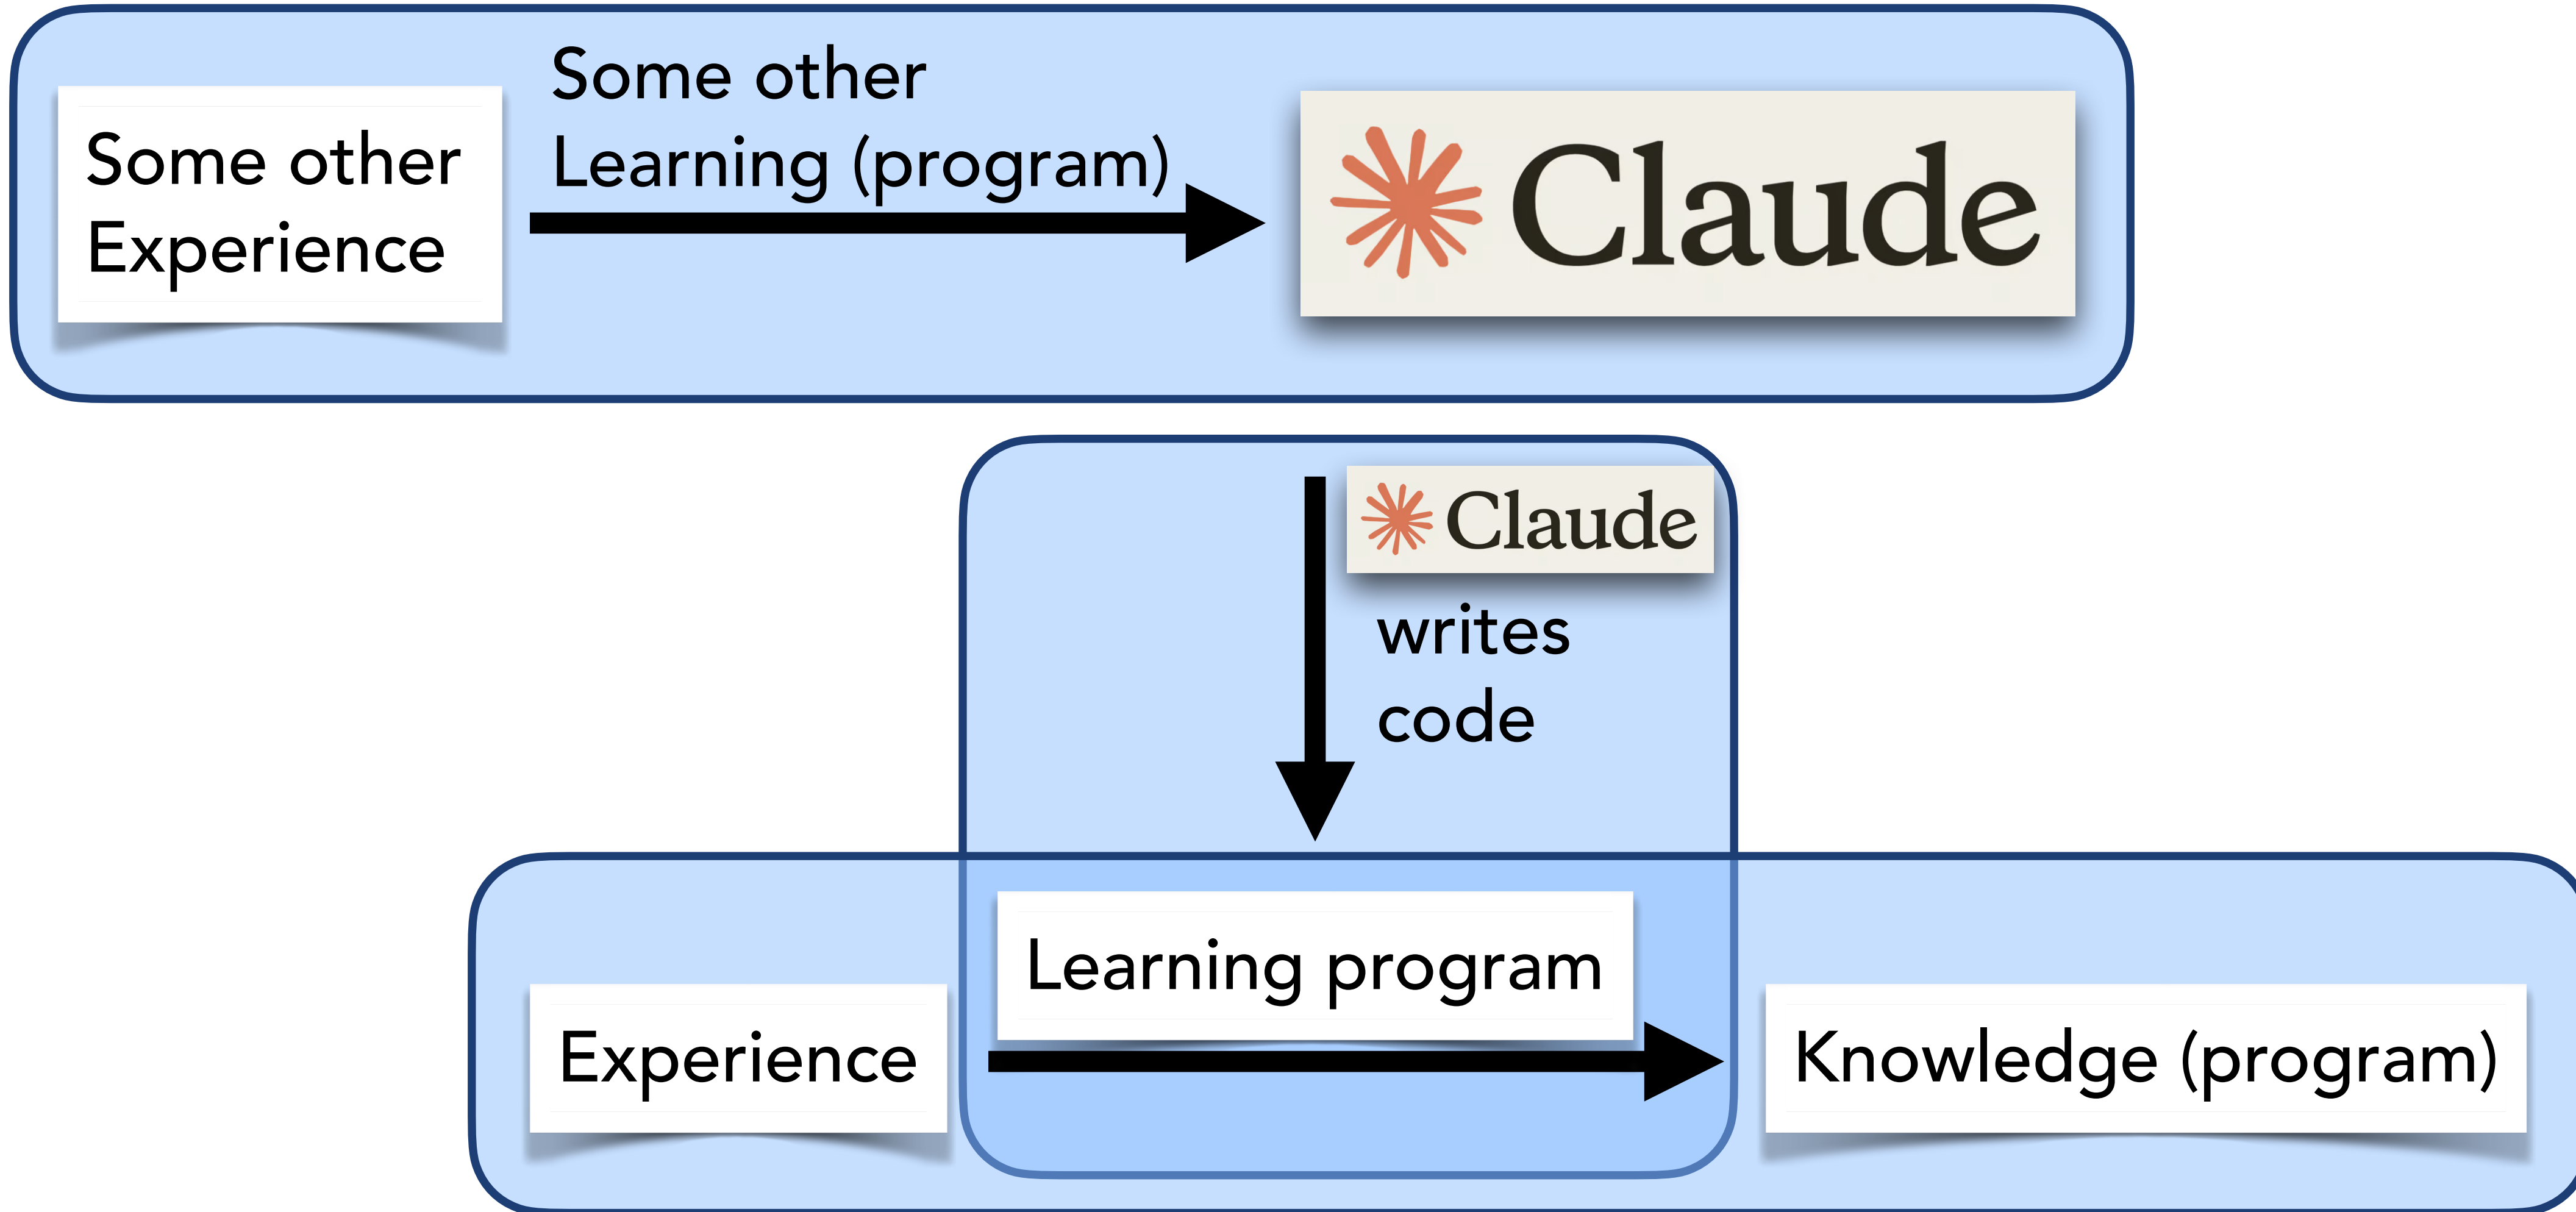 Some other
Experience
Some other
Learning (program)
Claude
Claude
writes
code
Learning program
Experience
Knowledge (program)